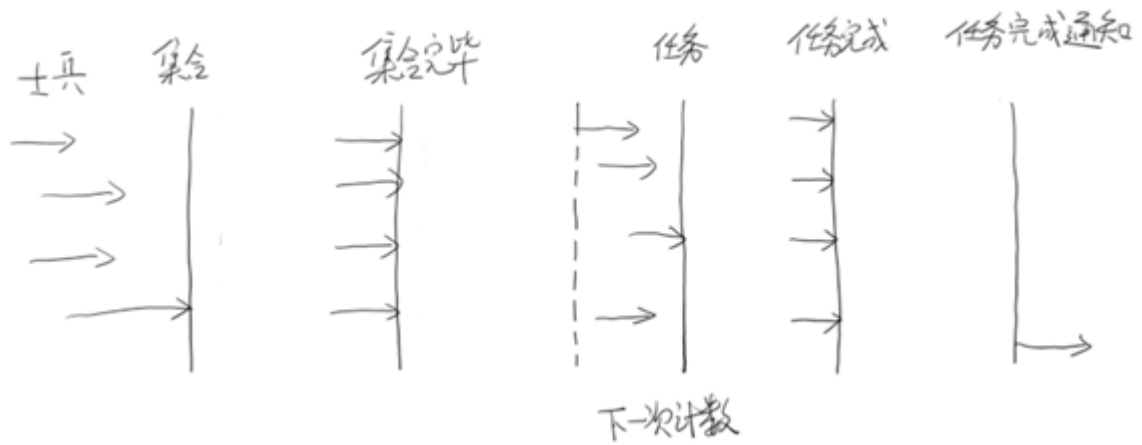 士兵
集合
集合完毕
任务
任务完成
任务完成通知
下一次计数